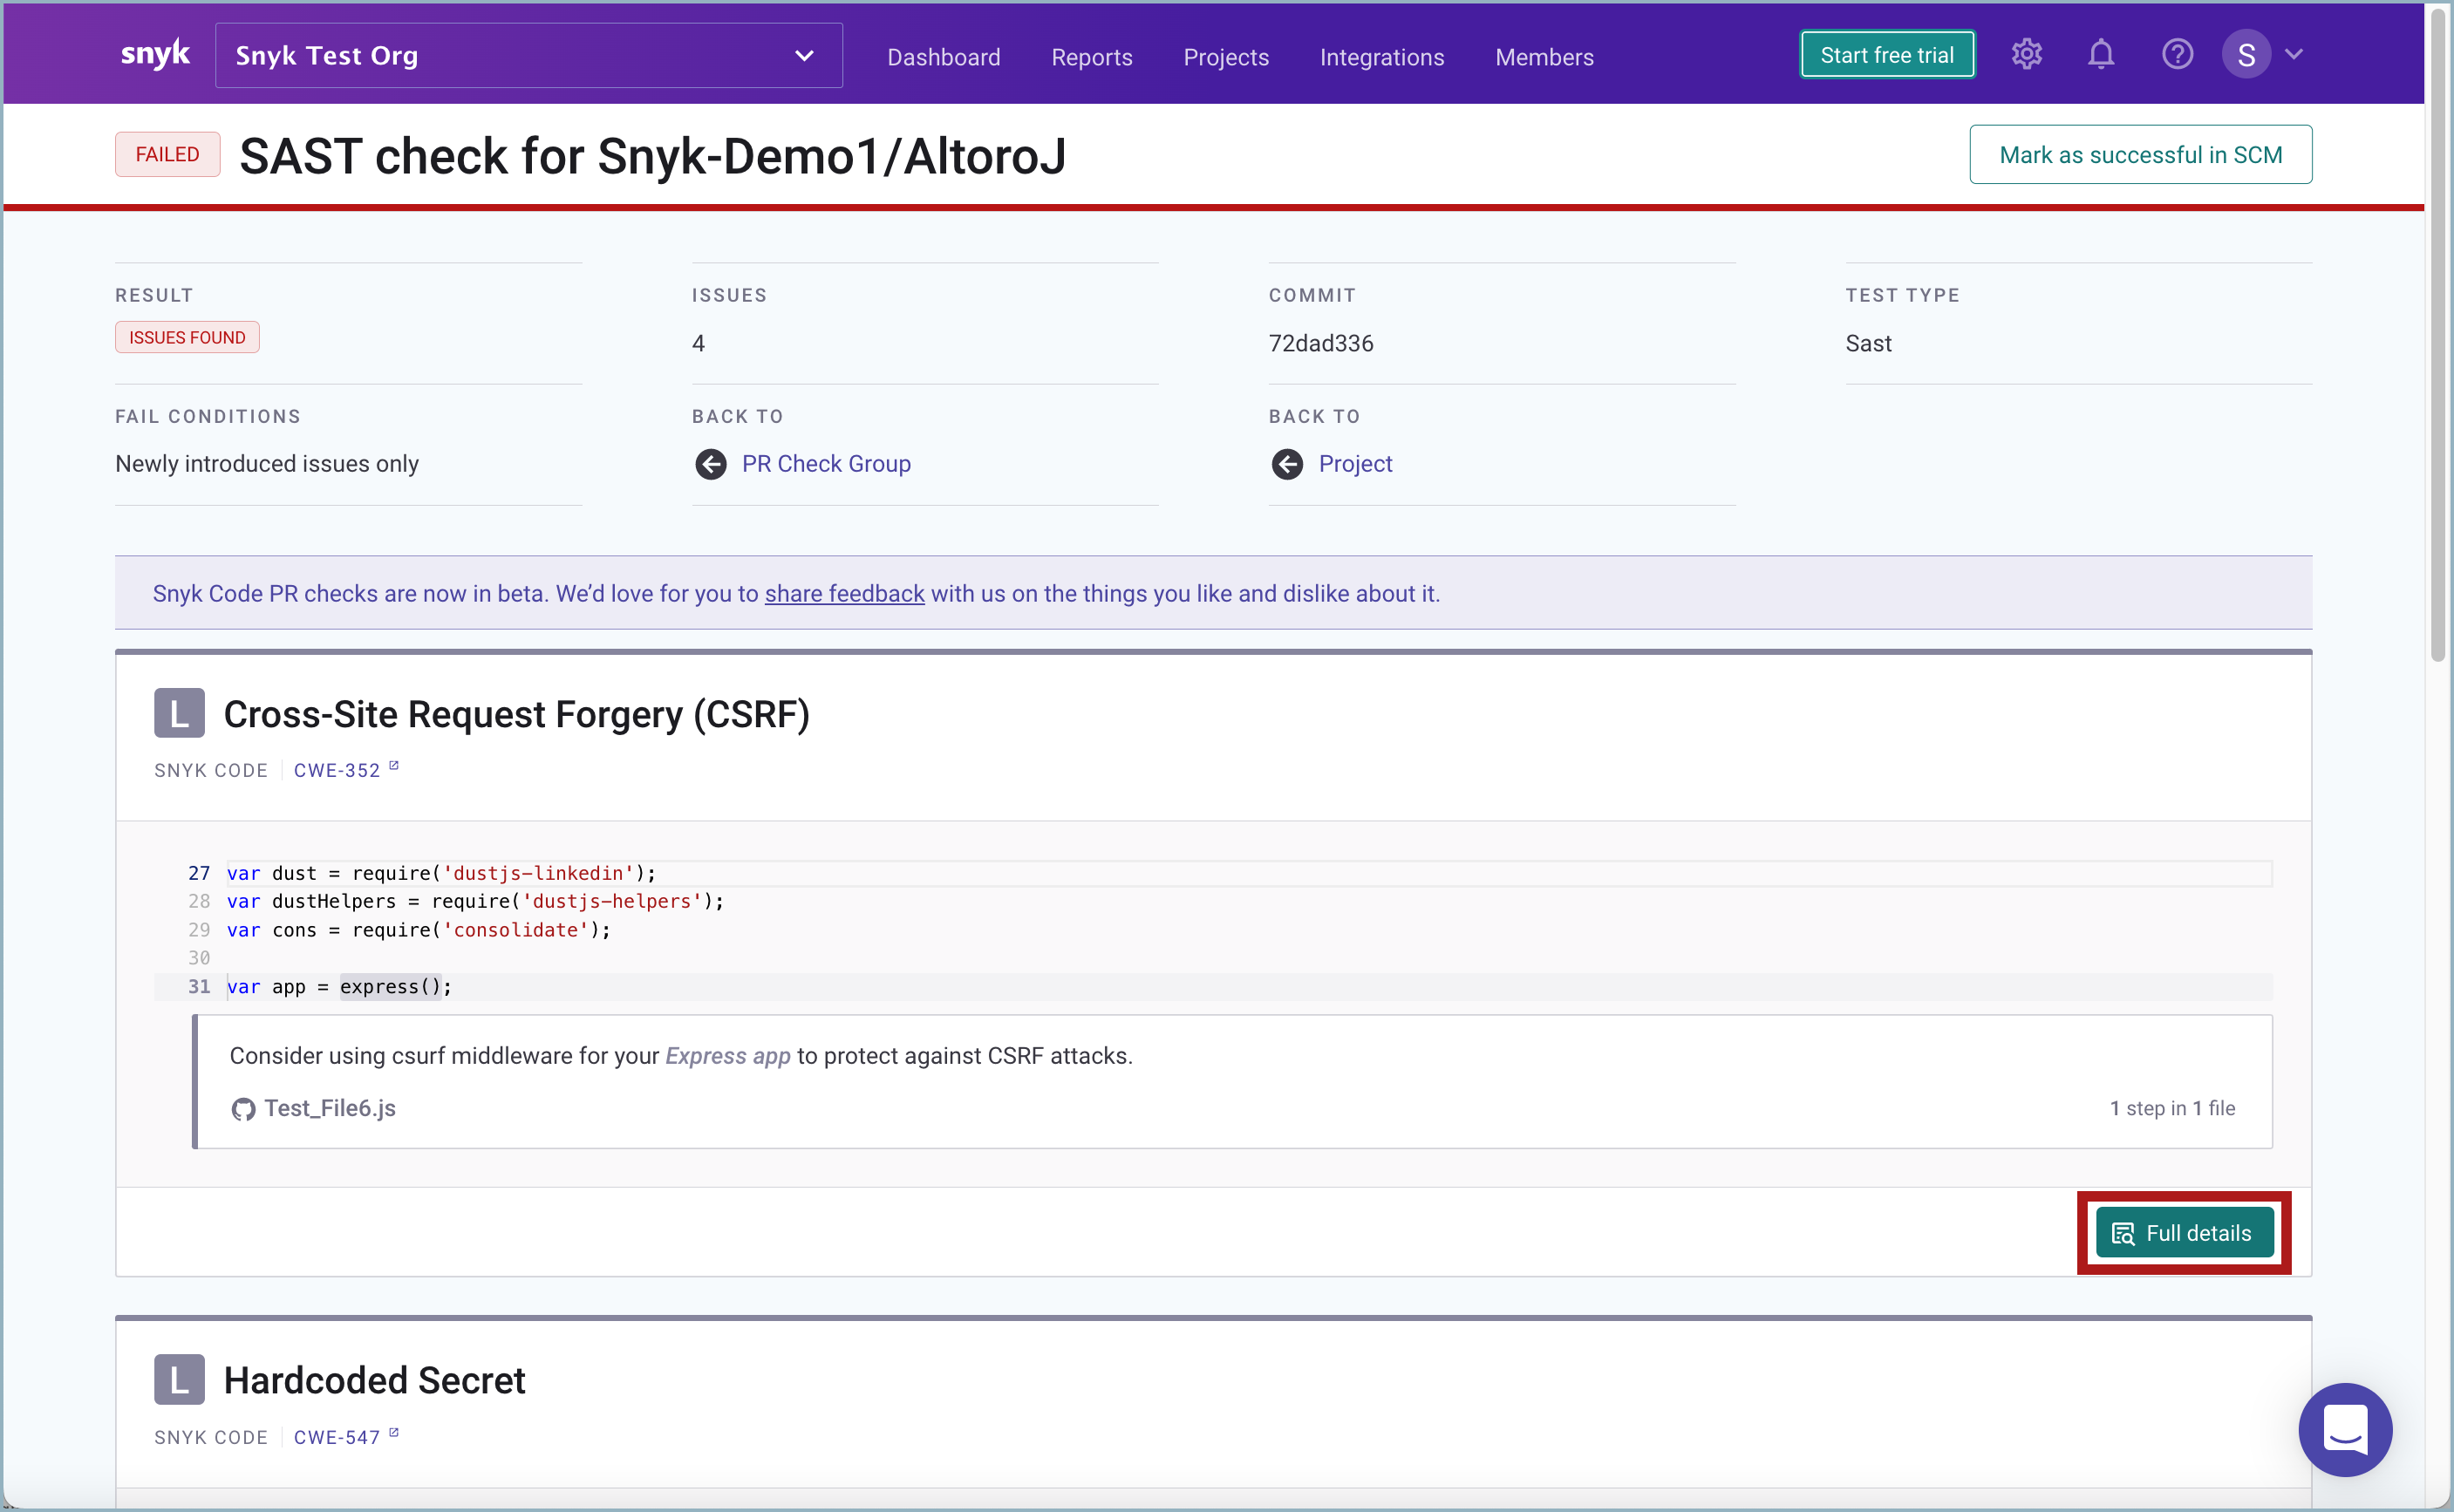 snyk Snyk Test Org Dashboard Reports Projects Integrations Members Start free trial S
FAILED SAST check for Snyk-Demo1/AltoroJ Mark as successful in SCM
RESULT ISSUES COMMIT TEST TYPE
ISSUES FOUND 4 72dad336 Sast
FAIL CONDITIONS BACK TO BACK TO
Newly introduced issues only PR Check Group Project
Snyk Code PR checks are now in beta. We’d love for you to share feedback with us on the things you like and dislike about it.
L Cross-Site Request Forgery (CSRF)
SNYK CODE CWE-352
27 var dust = require('dustjs-linkedin');
28 var dustHelpers = require('dustjs-helpers');
29 var cons = require('consolidate');
30
31 var app = express();
Consider using csurf middleware for your Express app to protect against CSRF attacks.
Test_File6.js 1 step in 1 file
Full details
L Hardcoded Secret
SNYK CODE CWE-547